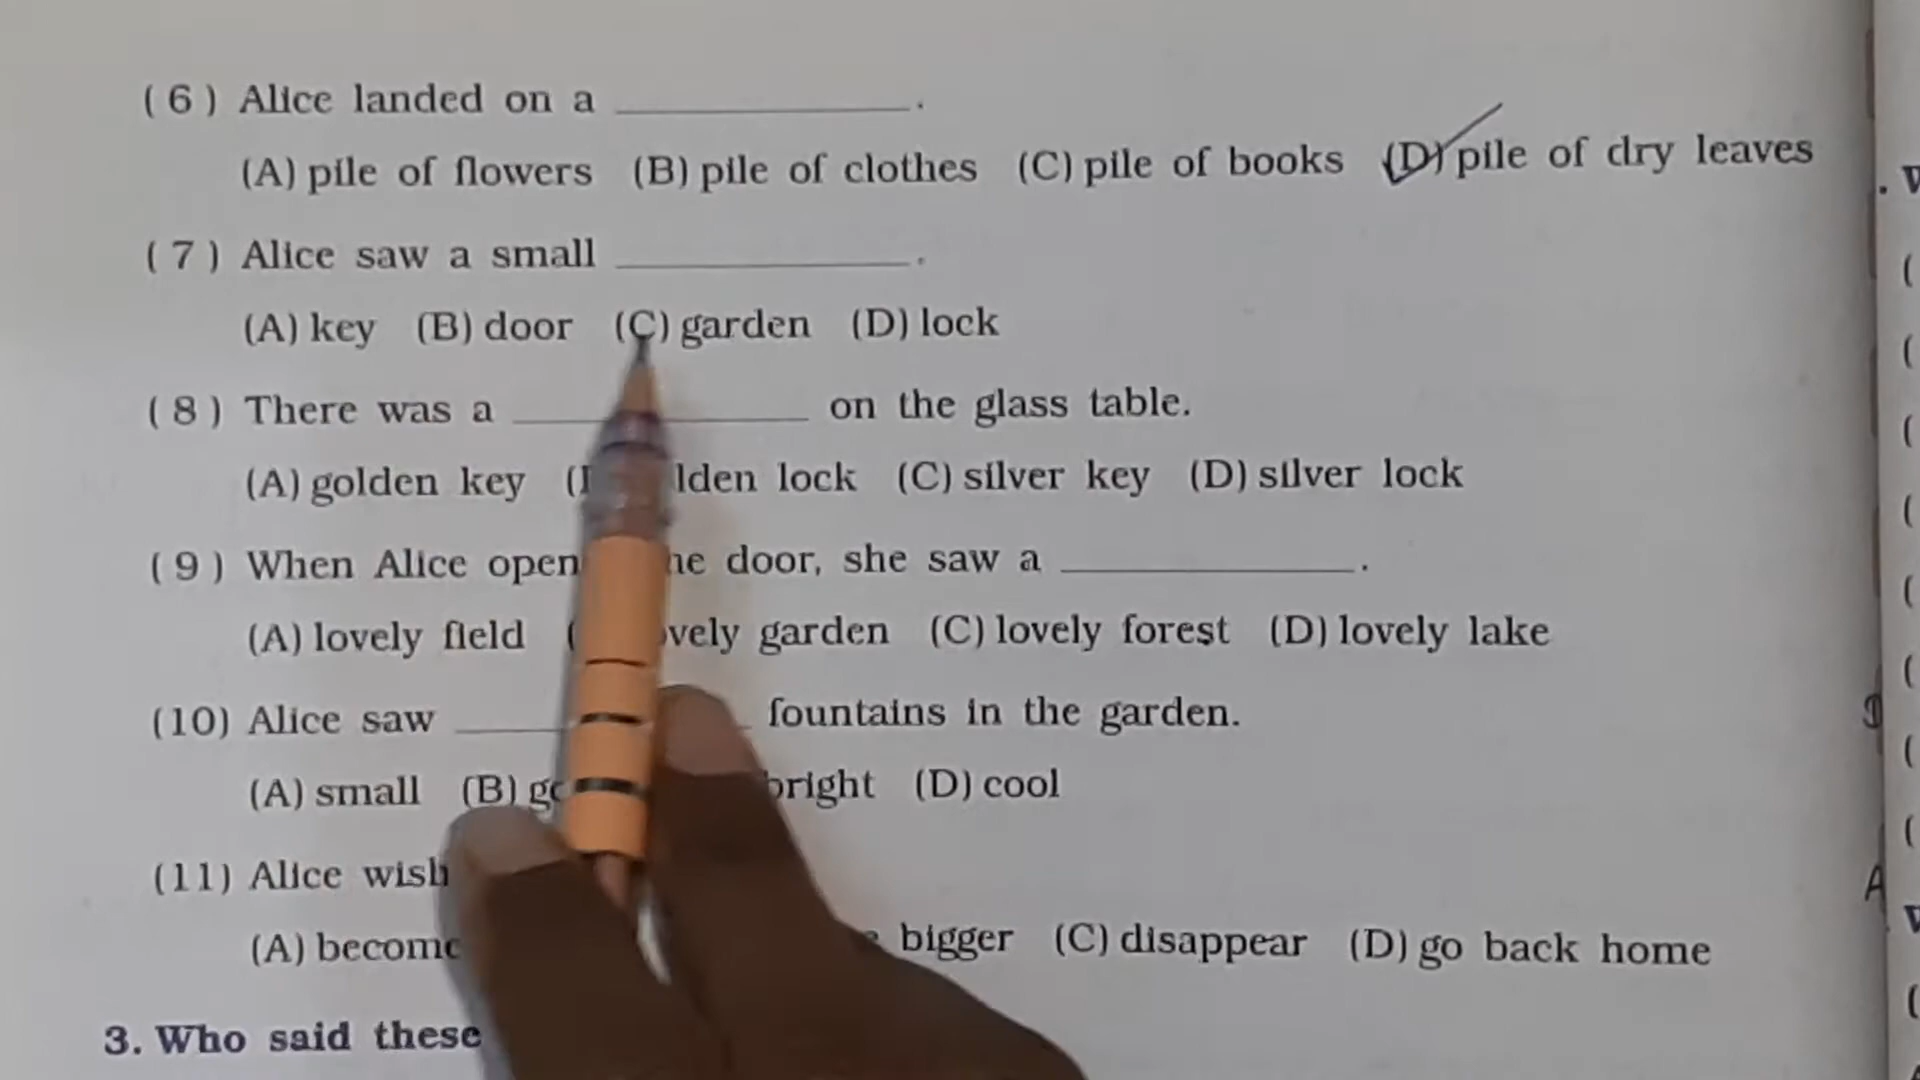 ( 6 ) Alice landed on a ____________.
(A) pile of flowers (B) pile of clothes (C) pile of books (D) pile of dry leaves
( 7 ) Alice saw a small ____________.
(A) key (B) door (C) garden (D) lock
( 8 ) There was a ____________ on the glass table.
(A) golden key lden lock (C) silver key (D) silver lock
( 9 ) When Alice open he door, she saw a ____________.
(A) lovely field vely garden (C) lovely forest (D) lovely lake
(10) Alice saw ____________ fountains in the garden.
(A) small (B) bright (D) cool
(11) Alice wish
(A) become bigger (C) disappear (D) go back home
3. Who said these